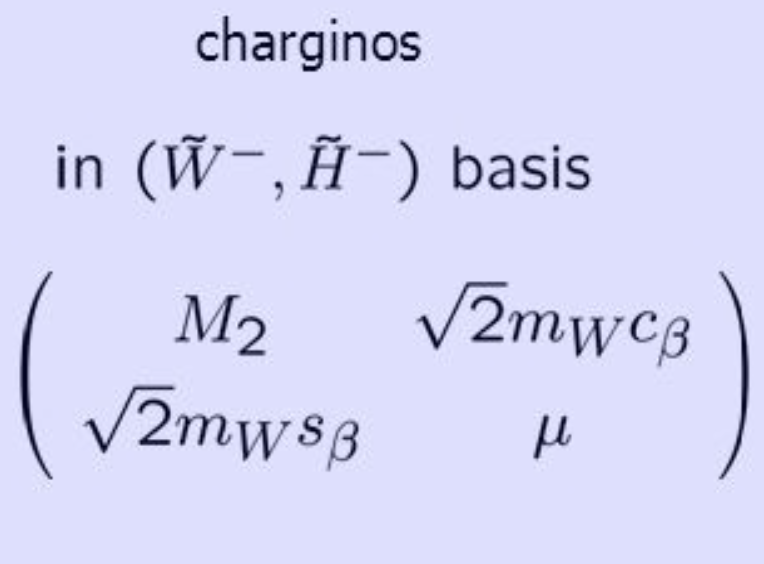 charginos
in (W̃⁻, H̃⁻) basis
( M₂ √2m_W c_β
√2m_W s_β μ )